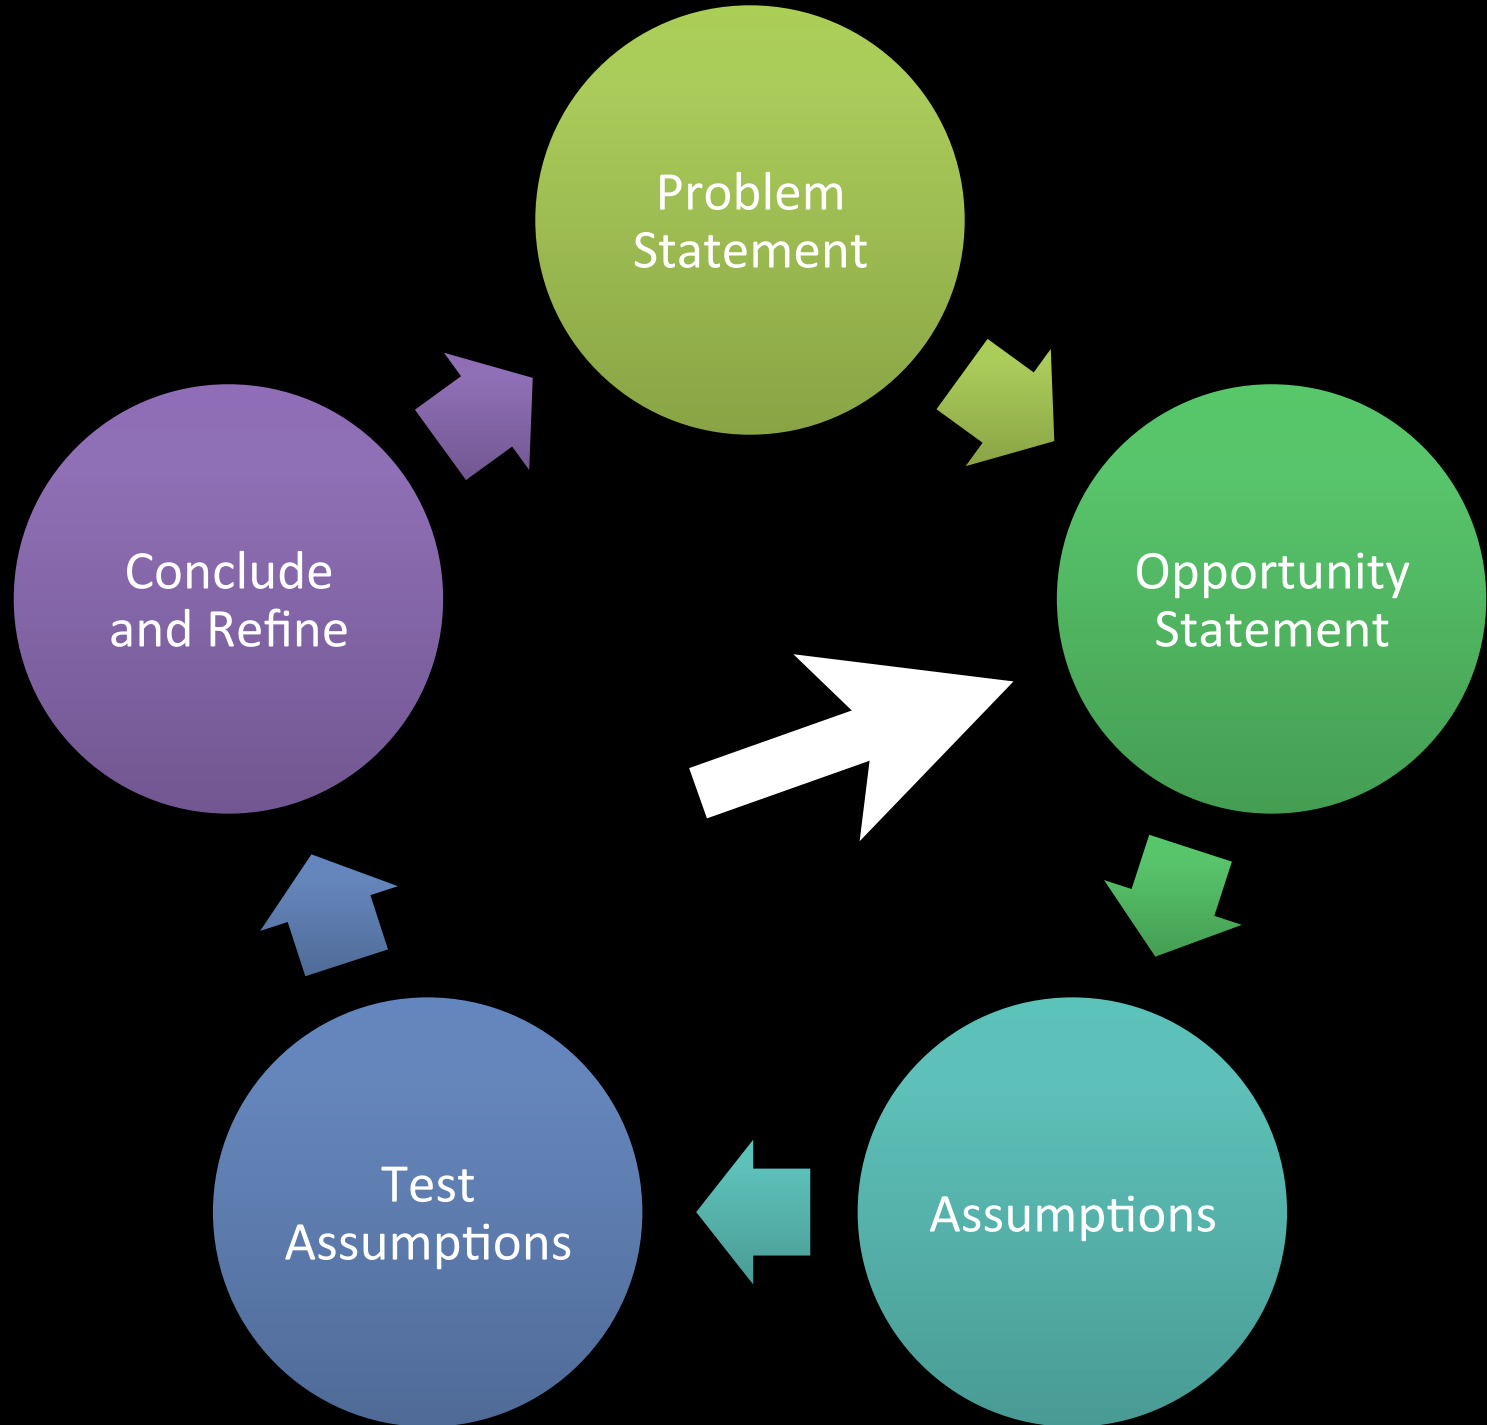 Problem
Statement
Opportunity
Statement
Assumptions
Test
Assumptions
Conclude
and Refine